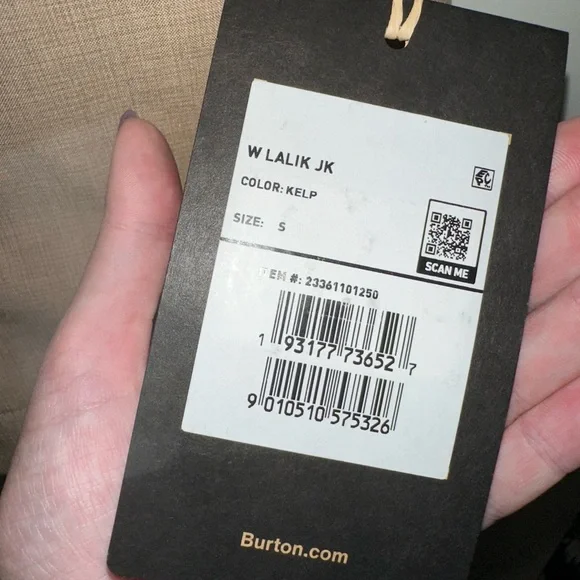 W LALIK JK
COLOR: KELP
SIZE: S
SCAN ME
EM #: 23361101250
1 93177 73652 7
9 010510 575326
Burton.com